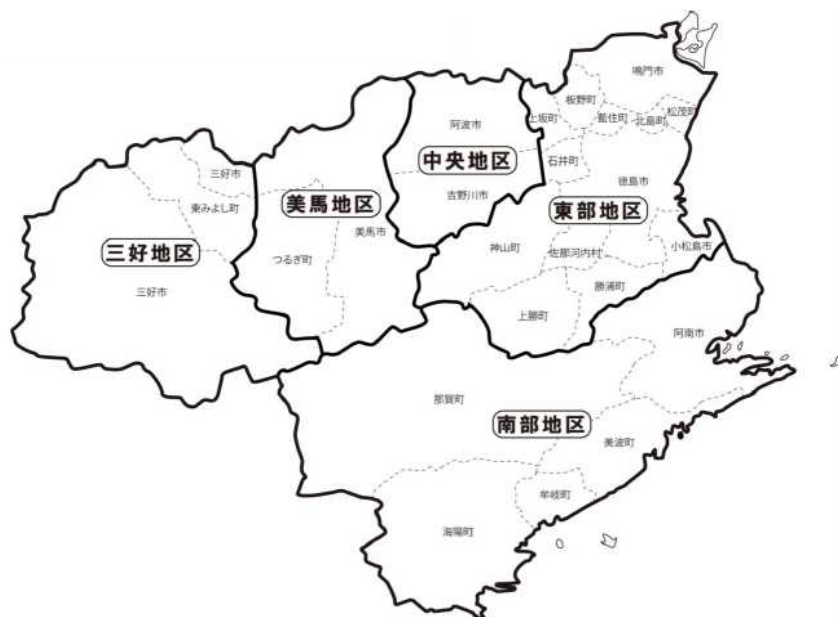 鳴門市
板野町
松茂町
上坂町
藍住町
北島町
阿波市
中央地区
石井町
三好市
徳島市
東みよし町
美馬地区
吉野川市
東部地区
美馬市
三好地区
つるぎ町
神山町
佐那河内村
小松島市
三好市
勝浦町
上勝町
阿南市
那賀町
南部地区
美波町
牟岐町
海陽町